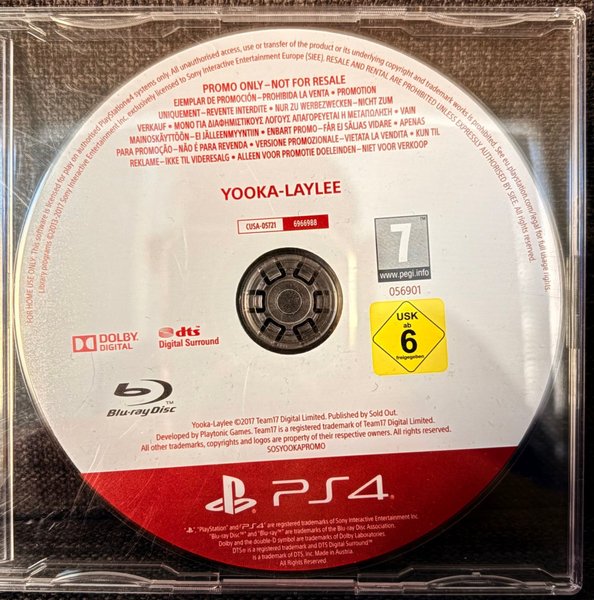 FOR HOME USE ONLY. This software is licensed for play on authorised PlayStation®4 systems only. All unauthorised access, use or transfer of the product or its underlying copyright and trademark works is prohibited. See eu.playstation.com/legal for full usage rights.
Library programs ©2013-2017 Sony Interactive Entertainment Inc. exclusively licensed to Sony Interactive Entertainment Europe (SIEE). RESALE AND RENTAL ARE PROHIBITED UNLESS EXPRESSLY AUTHORISED BY SIEE. All rights reserved.
PROMO ONLY – NOT FOR RESALE
EJEMPLAR DE PROMOCIÓN – PROHIBIDA LA VENTA • PROMOTION
UNIQUEMENT – REVENTE INTERDITE • NUR ZU WERBEZWECKEN – NICHT ZUM
VERKAUF • ΜΟΝΟ ΓΙΑ ΔΙΑΦΗΜΙΣΤΙΚΟΥΣ ΛΟΓΟΥΣ ΑΠΑΓΟΡΕΥΕΤΑΙ Η ΜΕΤΑΠΩΛΗΣΗ • VAIN
MAINOSKÄYTTÖÖN – EI JÄLLEENMYYNTIIN • ENBART PROMO – FÅR EJ SÄLJAS VIDARE • APENAS
PARA PROMOÇÃO – NÃO É PARA REVENDA • VERSIONE PROMOZIONALE – VIETATA LA VENDITA • KUN TIL
REKLAME – IKKE TIL VIDERESALG • ALLEEN VOOR PROMOTIE DOELEINDEN – NIET VOOR VERKOOP
YOOKA-LAYLEE
CUSA-05721 6966988
7™
www.pegi.info
056901
USK
ab
6
freigegeben
DOLBY
DIGITAL
dts
Digital Surround
Blu-ray Disc
Yooka-Laylee ©2017 Team17 Digital Limited. Published by Sold Out.
Developed by Playtonic Games. Team17 is a registered trademark of Team17 Digital Limited.
All other trademarks, copyrights and logos are property of their respective owners. All rights reserved.
SOSYOOKAPROMO
PS4
", "PlayStation" and "PS4" are registered trademarks of Sony Interactive Entertainment Inc.
"Blu-ray Disc™" and "Blu-ray™" are trademarks of the Blu-ray Disc Association.
Dolby and the double-D symbol are trademarks of Dolby Laboratories.
DTS® is a registered trademark and DTS Digital Surround™
is a trademark of DTS, Inc. Made in Austria.
All Rights Reserved.